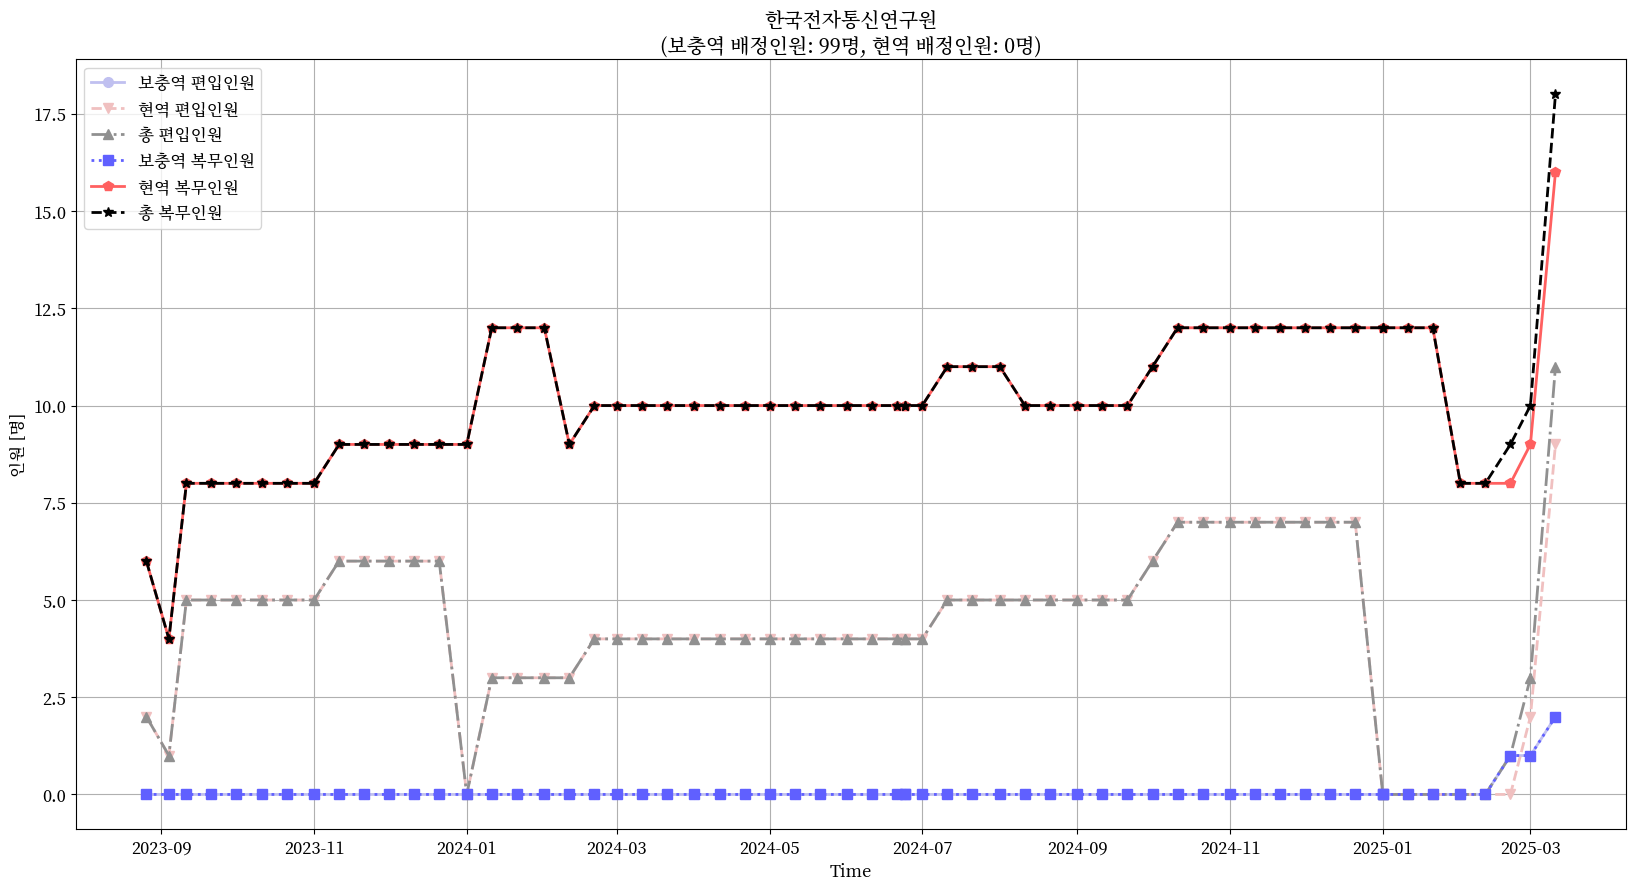 한국전자통신연구원
(보충역 배정인원: 99명, 현역 배정인원: 0명)
보충역 편입인원
현역 편입인원
총 편입인원
보충역 복무인원
현역 복무인원
총 복무인원
인원 [명]
17.5
15.0
12.5
10.0
7.5
5.0
2.5
0.0
2023-09
2023-11
2024-01
2024-03
2024-05
2024-07
2024-09
2024-11
2025-01
2025-03
Time